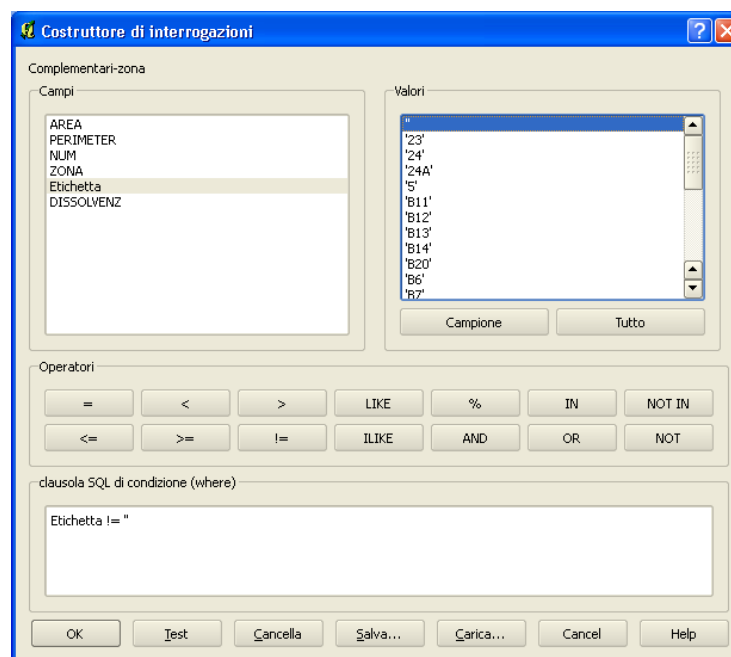 Costruttore di interrogazioni
Complementari-zona
Campi
AREA
PERIMETER
NUM
ZONA
Etichetta
DISSOLVENZ
Valori
''
'23'
'24'
'24A'
'5'
'B11'
'B12'
'B13'
'B14'
'B20'
'B6'
'B7'
Campione
Tutto
Operatori
= < > LIKE % IN NOT IN
<= >= != ILIKE AND OR NOT
clausola SQL di condizione (where)
Etichetta != ''
OK Test Cancella Salva... Carica... Cancel Help